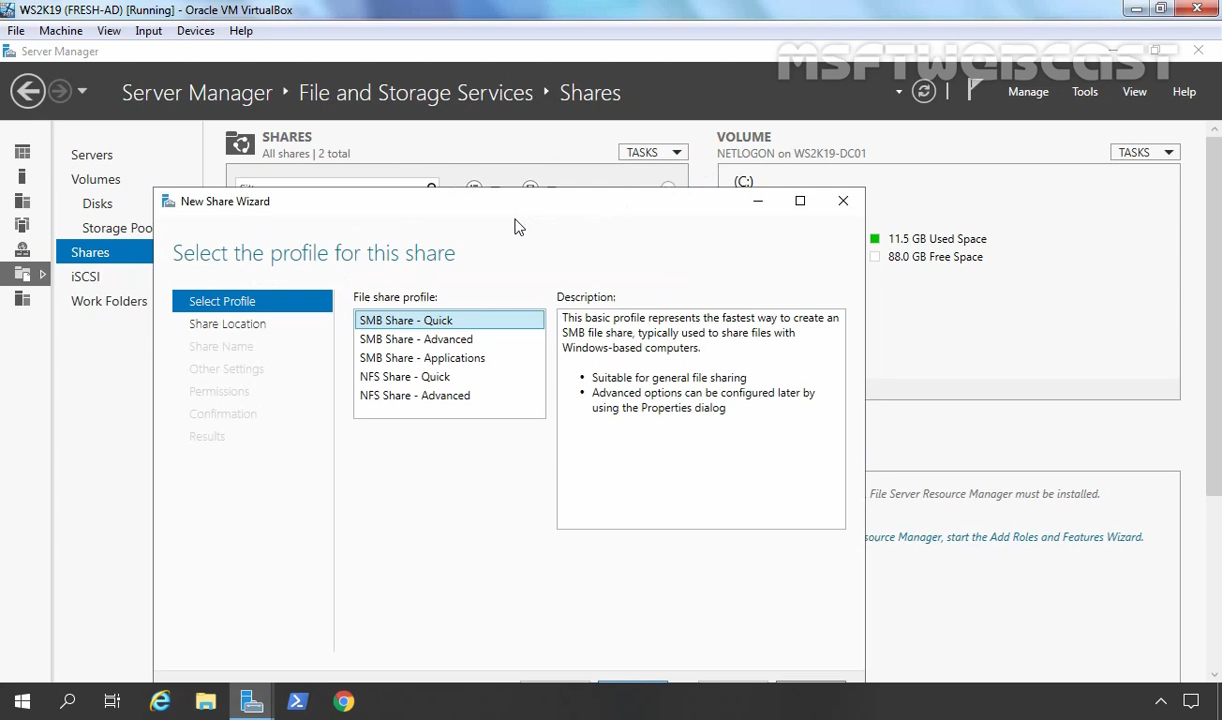 WS2K19 (FRESH-AD) [Running] - Oracle VM VirtualBox
File Machine View Input Devices Help
Server Manager
MSFTWEBCAST
Server Manager ‣ File and Storage Services ‣ Shares
Manage Tools View Help
Servers
Volumes
Disks
Storage Poo
Shares
iSCSI
Work Folders
SHARES
All shares | 2 total
TASKS
VOLUME
NETLOGON on WS2K19-DC01
TASKS
(C:)
11.5 GB Used Space
88.0 GB Free Space
New Share Wizard
Select the profile for this share
Select Profile
Share Location
Share Name
Other Settings
Permissions
Confirmation
Results
File share profile:
SMB Share - Quick
SMB Share - Advanced
SMB Share - Applications
NFS Share - Quick
NFS Share - Advanced
Description:
This basic profile represents the fastest way to create an
SMB file share, typically used to share files with
Windows-based computers.
• Suitable for general file sharing
• Advanced options can be configured later by
using the Properties dialog
File Server Resource Manager must be installed.
source Manager, start the Add Roles and Features Wizard.